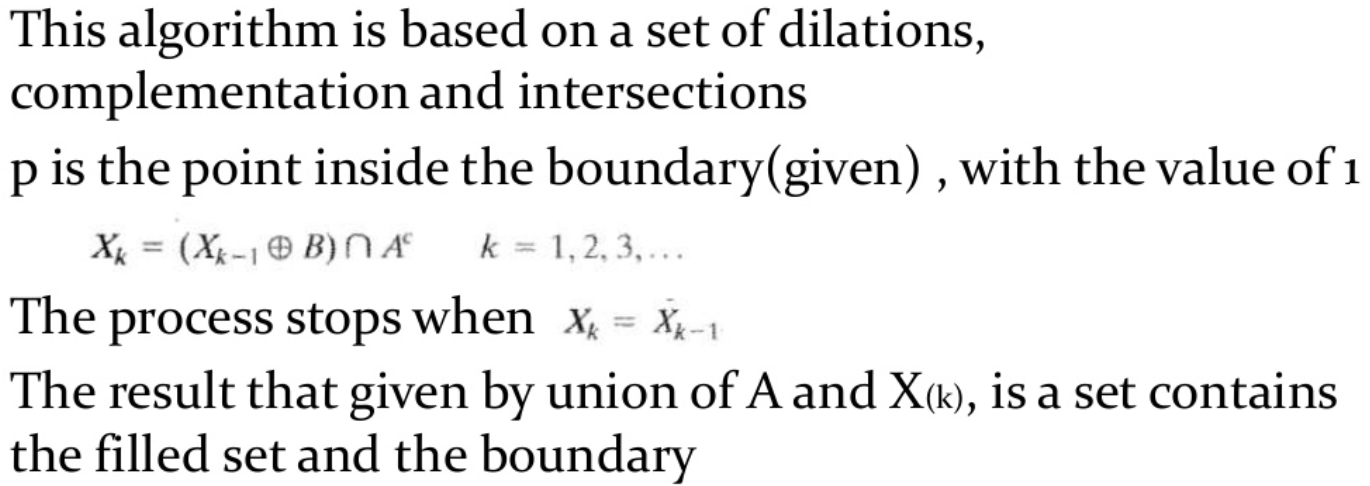 This algorithm is based on a set of dilations,
complementation and intersections
p is the point inside the boundary(given) , with the value of 1
Xₖ = (Xₖ₋₁ ⊕ B) ∩ Aᶜ k = 1, 2, 3, ...
The process stops when Xₖ = Xₖ₋₁
The result that given by union of A and X(k), is a set contains
the filled set and the boundary